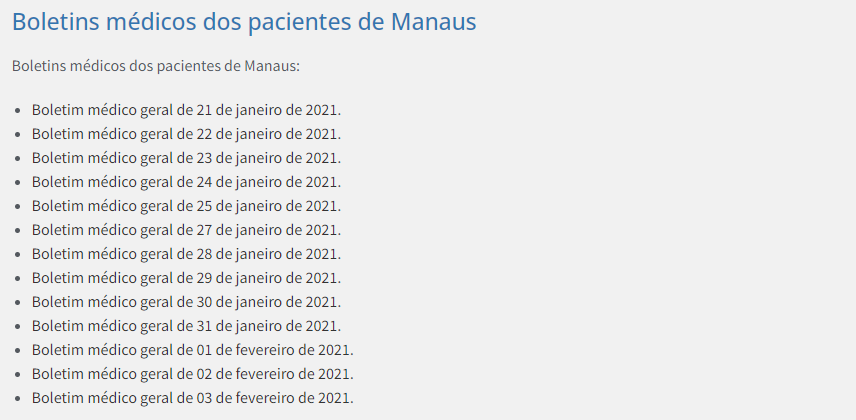 Boletins médicos dos pacientes de Manaus
Boletins médicos dos pacientes de Manaus:
Boletim médico geral de 21 de janeiro de 2021.
Boletim médico geral de 22 de janeiro de 2021.
Boletim médico geral de 23 de janeiro de 2021.
Boletim médico geral de 24 de janeiro de 2021.
Boletim médico geral de 25 de janeiro de 2021.
Boletim médico geral de 27 de janeiro de 2021.
Boletim médico geral de 28 de janeiro de 2021.
Boletim médico geral de 29 de janeiro de 2021.
Boletim médico geral de 30 de janeiro de 2021.
Boletim médico geral de 31 de janeiro de 2021.
Boletim médico geral de 01 de fevereiro de 2021.
Boletim médico geral de 02 de fevereiro de 2021.
Boletim médico geral de 03 de fevereiro de 2021.